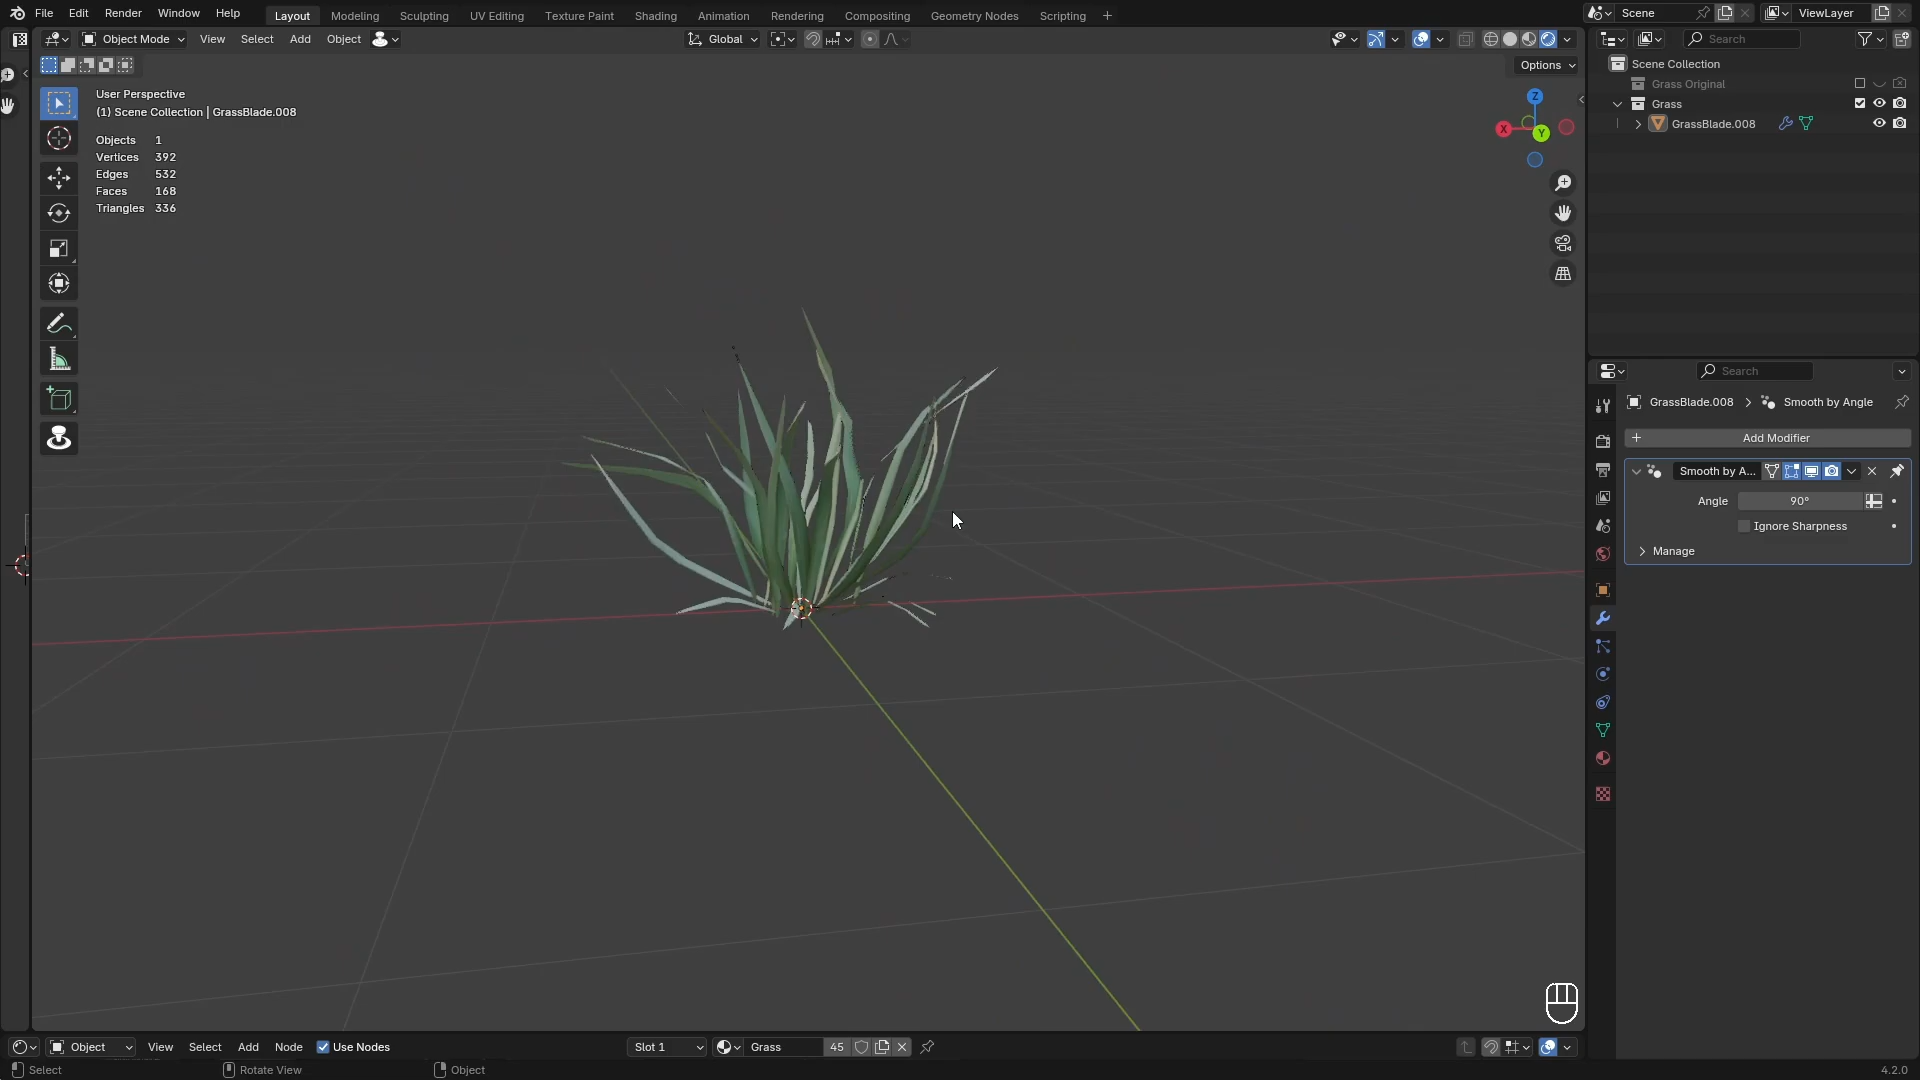 File Edit Render Window Help Layout Modeling Sculpting UV Editing Texture Paint Shading Animation Rendering Compositing Geometry Nodes Scripting + Scene ViewLayer
Object Mode View Select Add Object Global Search
Options
User Perspective
(1) Scene Collection | GrassBlade.008
Objects 1
Vertices 392
Edges 532
Faces 168
Triangles 336
Z
X
Y
Scene Collection
Grass Original
Grass
GrassBlade.008
Search
GrassBlade.008 > Smooth by Angle
+ Add Modifier
Smooth by A...
Angle 90°
Ignore Sharpness
Manage
Object View Select Add Node Use Nodes Slot 1 Grass 45
Select Rotate View Object 4.2.0